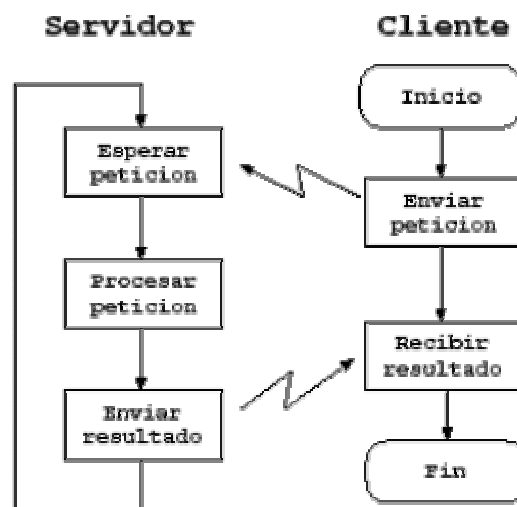 Servidor
Cliente
Inicio
Esperar
peticion
Enviar
peticion
Procesar
peticion
Recibir
resultado
Enviar
resultado
Fin